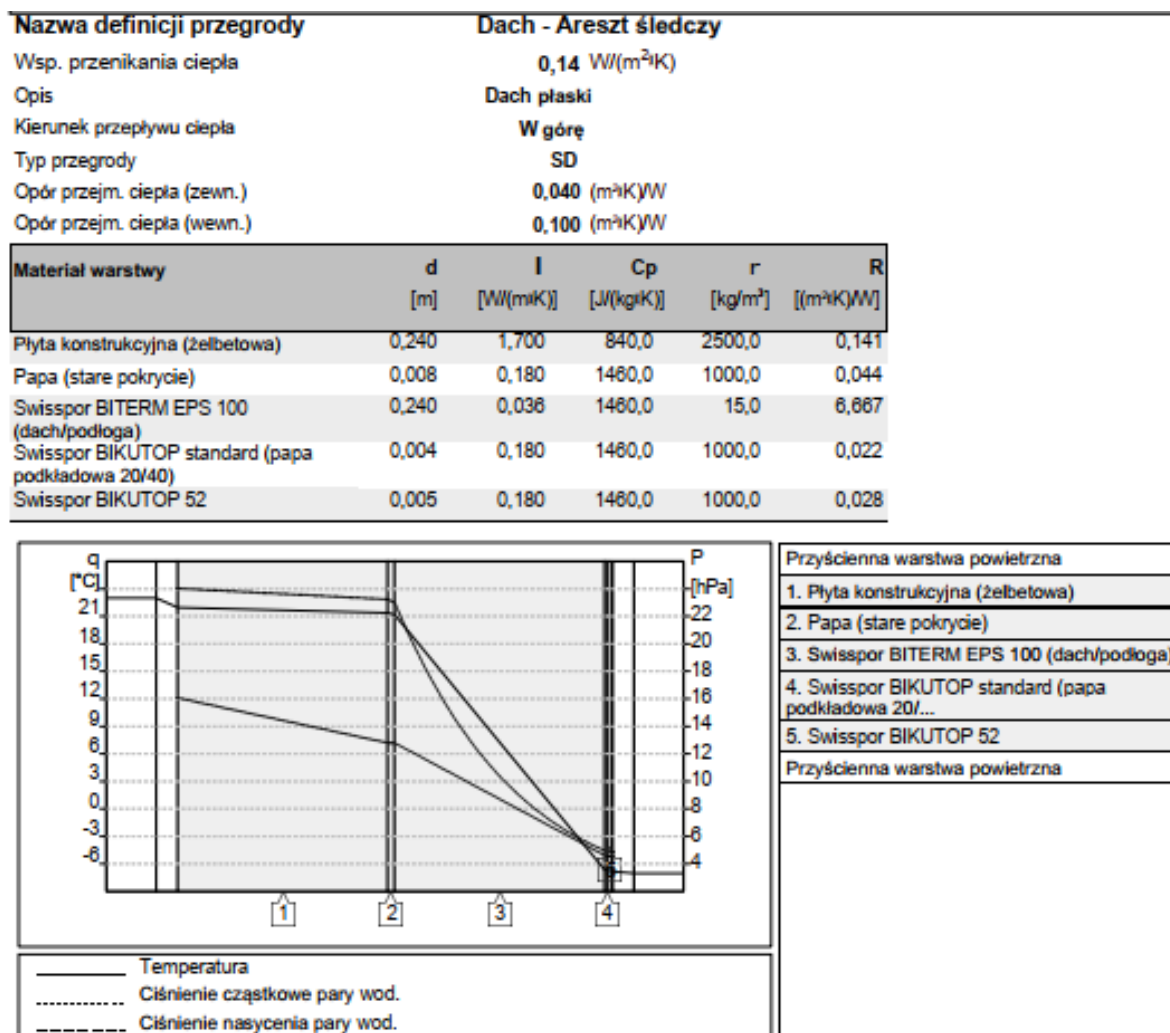 Nazwa definicji przegrody Dach - Areszt śledczy
Wsp. przenikania ciepła 0,14 W/(m²·K)
Opis Dach płaski
Kierunek przepływu ciepła W górę
Typ przegrody SD
Opór przejm. ciepła (zewn.) 0,040 (m²·K)/W
Opór przejm. ciepła (wewn.) 0,100 (m²·K)/W
Materiał warstwy d l Cp r R
[m] [W/(m·K)] [J/(kg·K)] [kg/m³] [(m²·K)/W]
Płyta konstrukcyjna (żelbetowa) 0,240 1,700 840,0 2500,0 0,141
Papa (stare pokrycie) 0,008 0,180 1460,0 1000,0 0,044
Swisspor BITERM EPS 100 0,240 0,036 1460,0 15,0 6,667
(dach/podłoga)
Swisspor BIKUTOP standard (papa 0,004 0,180 1460,0 1000,0 0,022
podkładowa 20/40)
Swisspor BIKUTOP 52 0,005 0,180 1460,0 1000,0 0,028
q P
[°C] [hPa]
21 22
18 20
15 18
12 16
9 14
6 12
3 10
0 8
-3 6
-6 4
1 2 3 4
Przyścienna warstwa powietrzna
1. Płyta konstrukcyjna (żelbetowa)
2. Papa (stare pokrycie)
3. Swisspor BITERM EPS 100 (dach/podłoga)
4. Swisspor BIKUTOP standard (papa
podkładowa 20/...
5. Swisspor BIKUTOP 52
Przyścienna warstwa powietrzna
Temperatura
Ciśnienie cząstkowe pary wod.
Ciśnienie nasycenia pary wod.